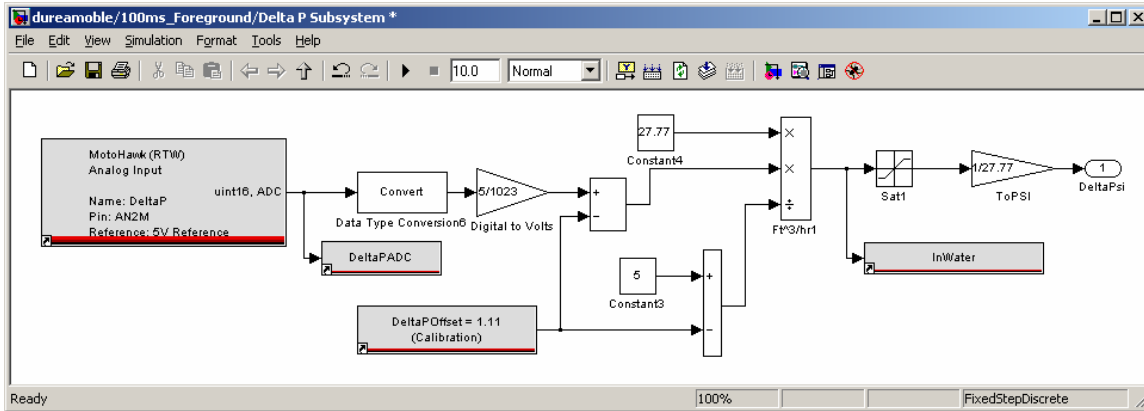 dureamoble/100ms_Foreground/Delta P Subsystem *
File Edit View Simulation Format Tools Help
10.0 Normal
MotoHawk (RTW)
Analog Input
Name: DeltaP
Pin: AN2M
Reference: 5V Reference
uint16, ADC
DeltaPADC
Convert
Data Type Conversion6
5/1023
Digital to Volts
+
−
27.77
Constant4
×
×
÷
Ft^3/hr1
5
Constant3
+
−
DeltaPOffset = 1.11
(Calibration)
Sat1
1/27.77
ToPSI
1
DeltaPsi
InWater
Ready 100% FixedStepDiscrete